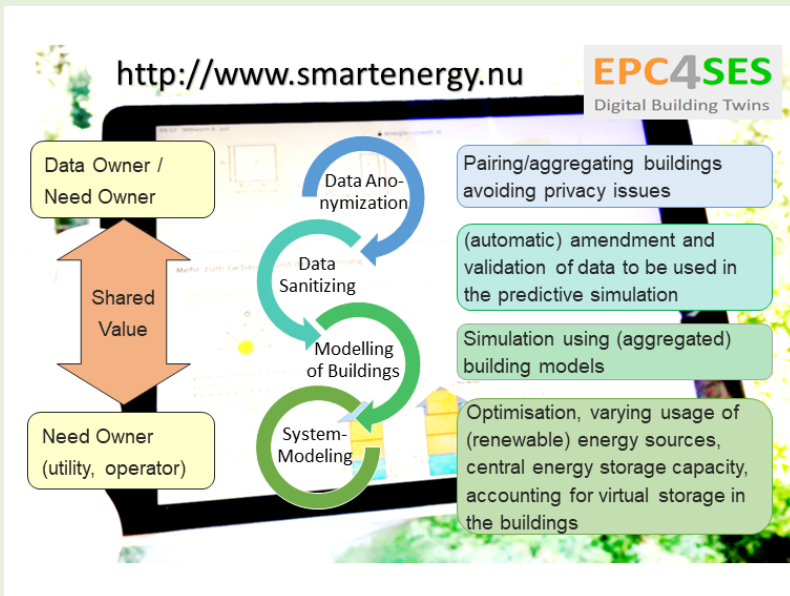 http://www.smartenergy.nu
EPC4SES
Digital Building Twins
Data Owner /
Need Owner
Shared
Value
Need Owner
(utility, operator)
Data Ano-
nymization
Data
Sanitizing
Modelling
of Buildings
System-
Modeling
Pairing/aggregating buildings
avoiding privacy issues
(automatic) amendment and
validation of data to be used in
the predictive simulation
Simulation using (aggregated)
building models
Optimisation, varying usage of
(renewable) energy sources,
central energy storage capacity,
accounting for virtual storage in
the buildings